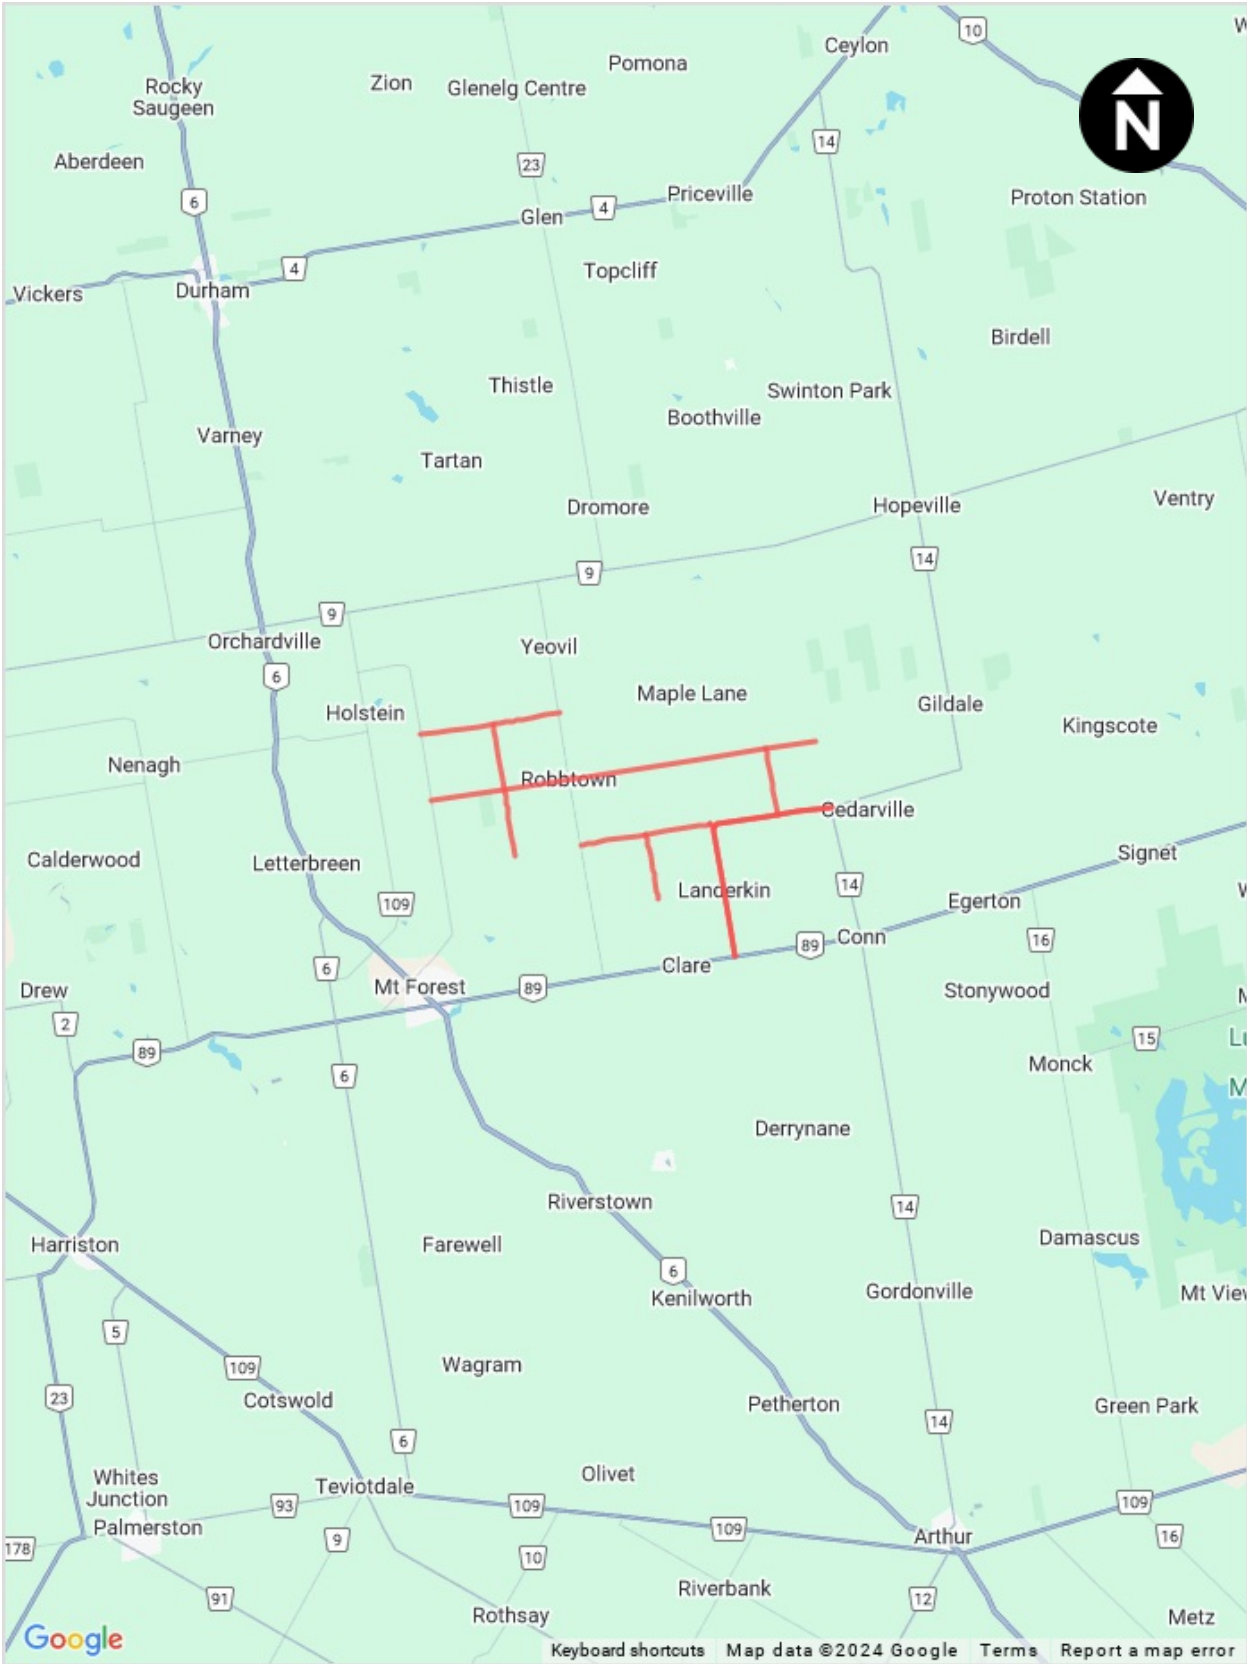 10
W
Ceylon
Pomona
Zion
Glenelg Centre
Rocky
Saugeen
N
14
Aberdeen
23
Priceville
Proton Station
6
4
Glen
4
Topcliff
Vickers
Durham
Birdell
Thistle
Swinton Park
Boothville
Varney
Tartan
Dromore
Hopeville
Ventry
14
9
9
Orchardville
Yeovil
6
Maple Lane
Gildale
Holstein
Kingscote
Nenagh
Robbtown
Cedarville
Signet
Calderwood
Letterbreen
14
Landerkin
109
Egerton
Conn
89
16
Clare
6
Mt Forest
89
Drew
Stonywood
2
15
89
Monck
6
Derrynane
Riverstown
14
Harriston
Farewell
Damascus
6
Kenilworth
Gordonville
Mt View
5
109
Wagram
23
Cotswold
Petherton
Green Park
14
6
Whites
Junction
Teviotdale
Olivet
93
109
109
109
Palmerston
9
Arthur
16
178
10
Riverbank
91
12
Rothsay
Metz
Google
Keyboard shortcuts
Map data ©2024 Google
Terms
Report a map error